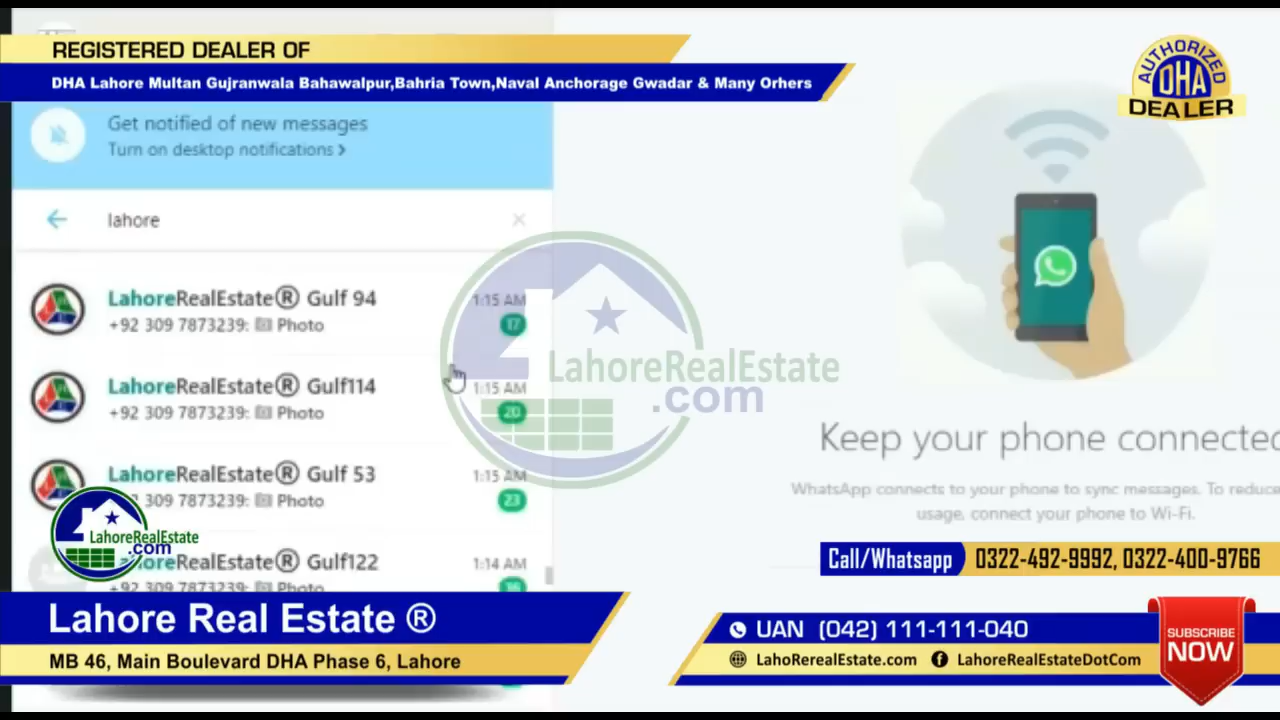 REGISTERED DEALER OF
DHA Lahore Multan Gujranwala Bahawalpur,Bahria Town,Naval Anchorage Gwadar & Many Orhers
AUTHORIZED
DHA
DEALER
Get notified of new messages
Turn on desktop notifications >
lahore
LahoreRealEstate® Gulf 94
1:15 AM
+92 309 7873239: Photo
17
LahoreRealEstate® Gulf114
1:15 AM
+92 309 7873239: Photo
20
LahoreRealEstate® Gulf 53
1:15 AM
+92 309 7873239: Photo
23
LahoreRealEstate® Gulf122
1:14 AM
+92 309 7873239: Photo
LahoreRealEstate
.com
LahoreRealEstate
.com
Keep your phone connected
WhatsApp connects to your phone to sync messages. To reduce
usage, connect your phone to Wi-Fi.
Call/Whatsapp 0322-492-9992, 0322-400-9766
Lahore Real Estate ®
MB 46, Main Boulevard DHA Phase 6, Lahore
UAN (042) 111-111-040
LahoRerealEstate.com LahoreRealEstateDotCom
SUBSCRIBE
NOW